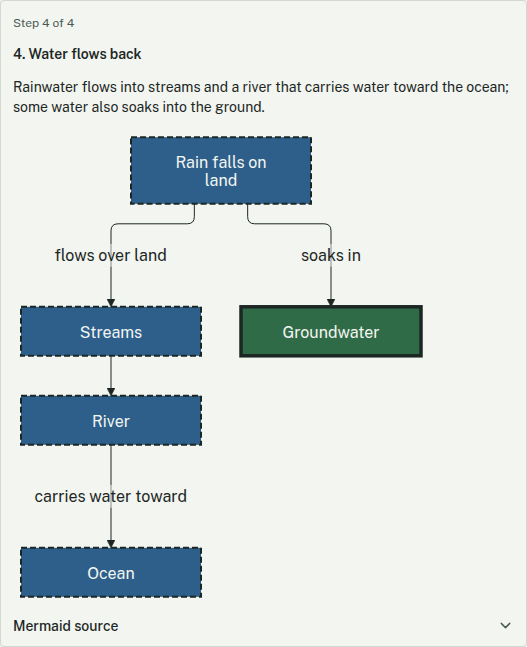 Step 4 of 4
4. Water flows back
Rainwater flows into streams and a river that carries water toward the ocean;
some water also soaks into the ground.
Rain falls on
land
flows over land
soaks in
Streams
Groundwater
River
carries water toward
Ocean
Mermaid source